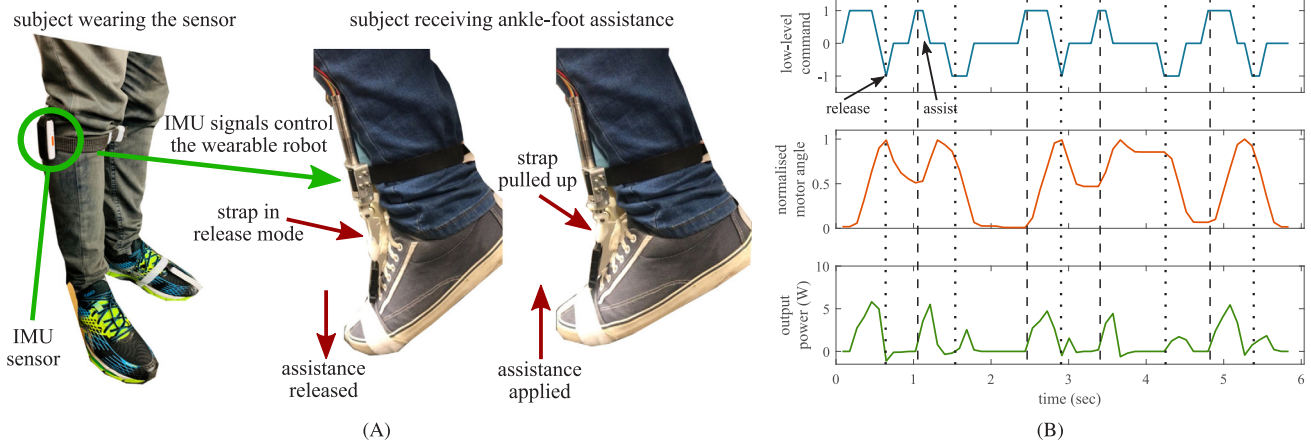 subject wearing the sensor
subject receiving ankle-foot assistance
IMU signals control
the wearable robot
strap in
release mode
strap
pulled up
IMU
sensor
assistance
released
assistance
applied
(A)
low-level
command
1
0
-1
release
assist
normalised
motor angle
1
0.5
0
output
power (W)
10
5
0
0
1
2
3
4
5
6
time (sec)
(B)